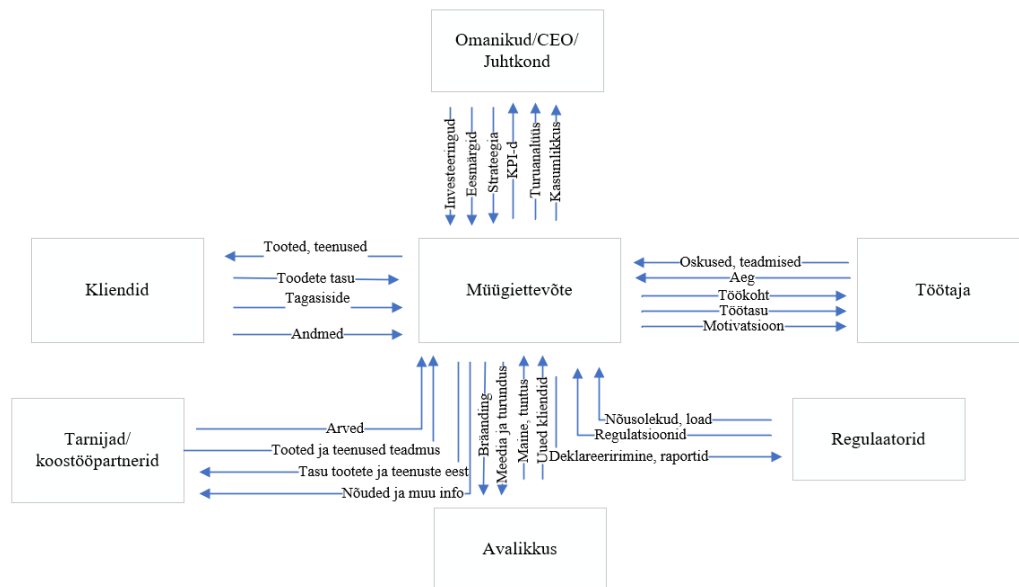 Omanikud/CEO/
Juhtkond
Investeeringud
Eesmärgid
Strateegia
KPI-d
Turuanalüüs
Kasumlikkus
Kliendid
Tooted, teenused
Toodete tasu
Tagasiside
Andmed
Müügiettevõte
Oskused, teadmised
Aeg
Töökoht
Töötasu
Motivatsioon
Töötaja
Tarnijad/
koostööpartnerid
Arved
Tooted ja teenused teadmus
Tasu tootete ja teenuste eest
Nõuded ja muu info
Bräanding
Meedia ja turundus
Maine, tuntus
Uued kliendid
Nõusolekud, load
Regulatsioonid
Deklareeririmine, raportid
Regulaatorid
Avalikkus